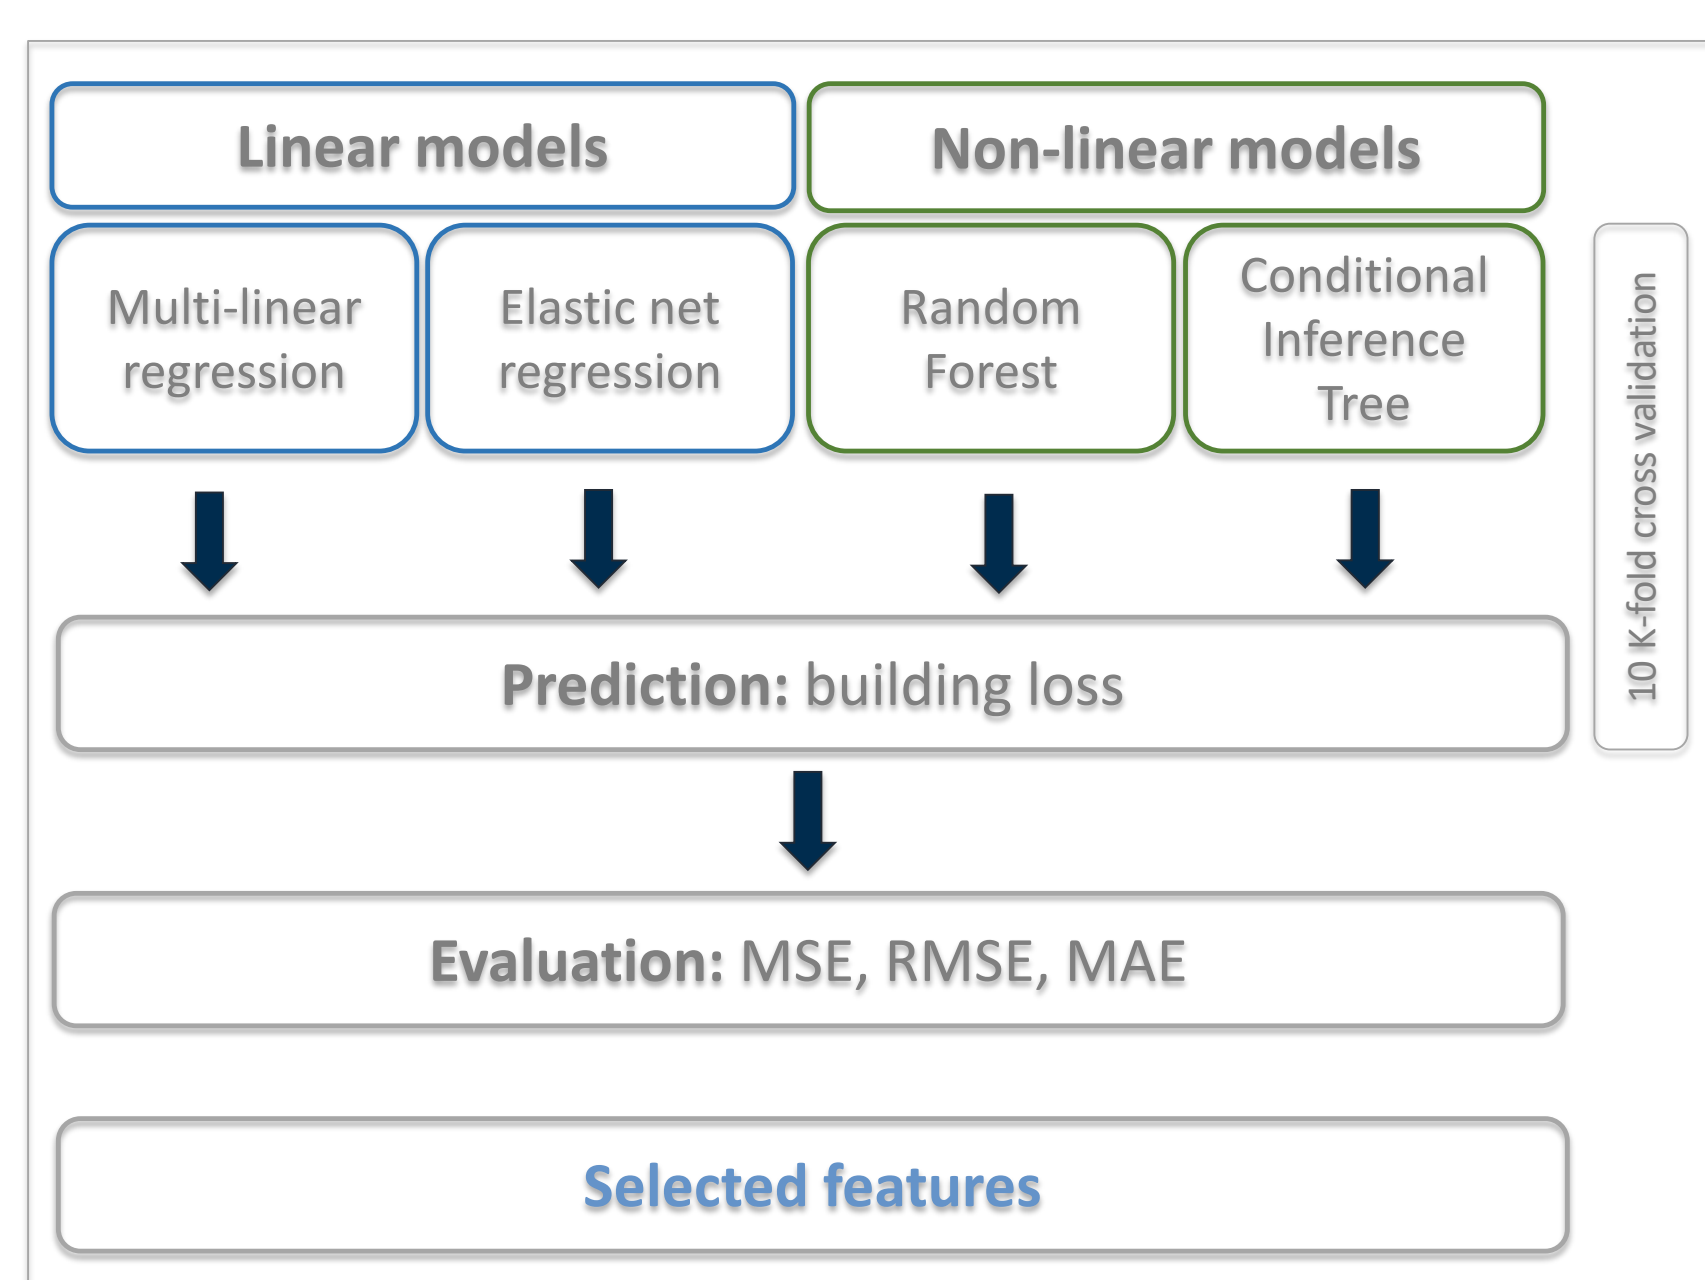 Linear models
Non-linear models
Multi-linear
regression
Elastic net
regression
Random
Forest
Conditional
Inference
Tree
10 K-fold cross validation
Prediction: building loss
Evaluation: MSE, RMSE, MAE
Selected features